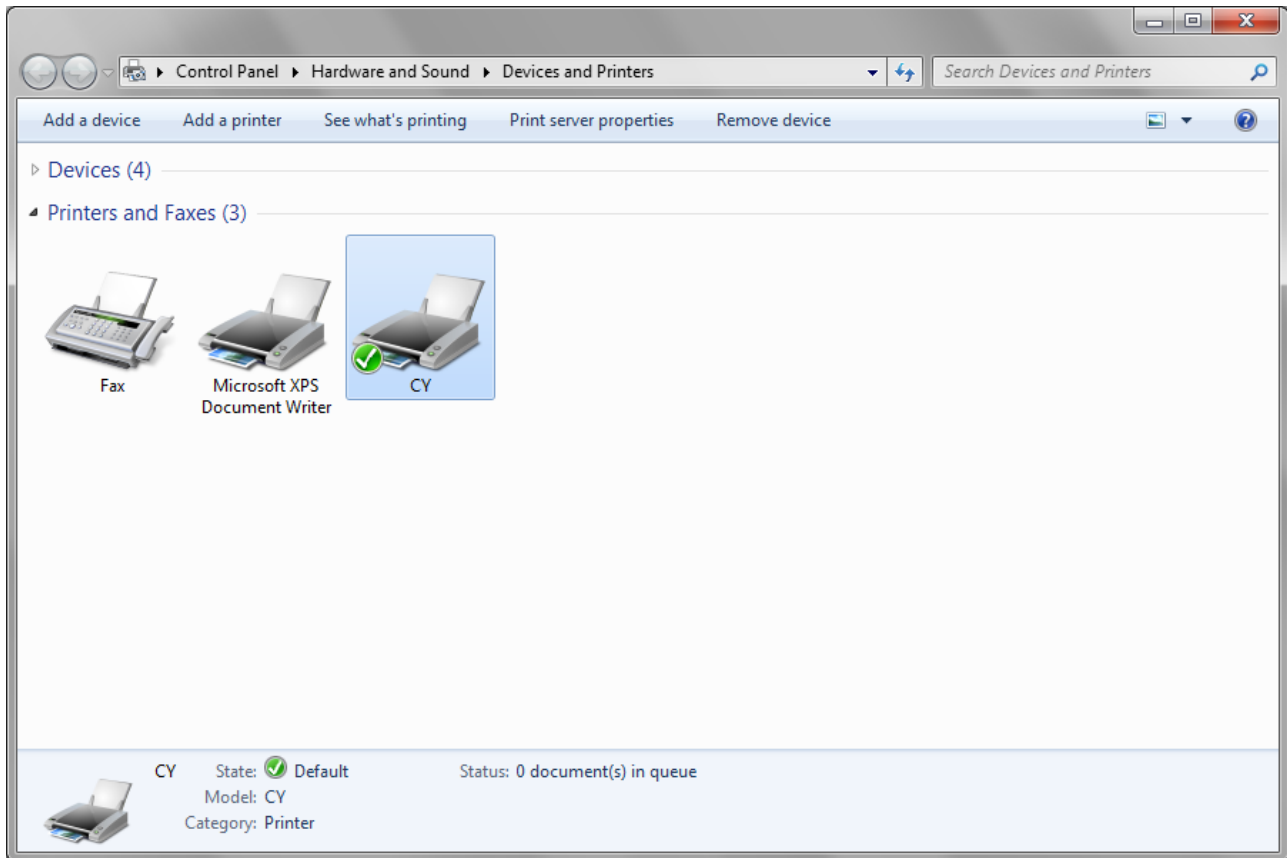 Control Panel Hardware and Sound Devices and Printers Search Devices and Printers
Add a device Add a printer See what's printing Print server properties Remove device
Devices (4)
Printers and Faxes (3)
Fax
Microsoft XPS
Document Writer
CY
CY State: Default Status: 0 document(s) in queue
Model: CY
Category: Printer